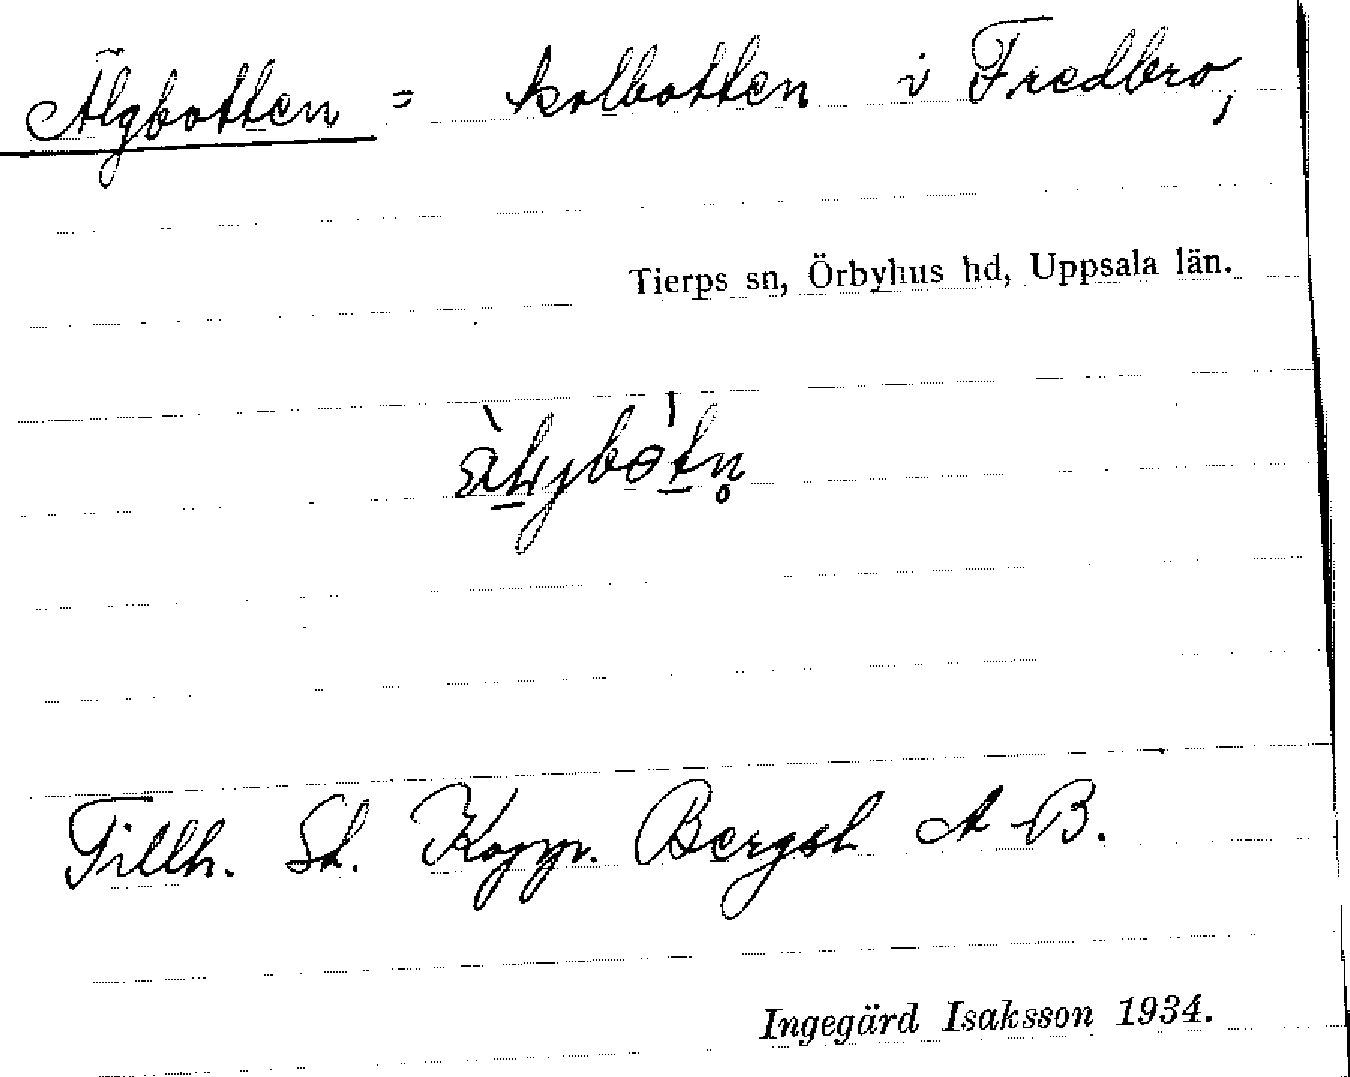 Älgbotten = kolbotten i Fredbro,
Tierps sn, Örbyhus hd, Uppsala län.
Tillh. St. Kopp. Bergsl A B.
Ingegärd Isaksson 1934.